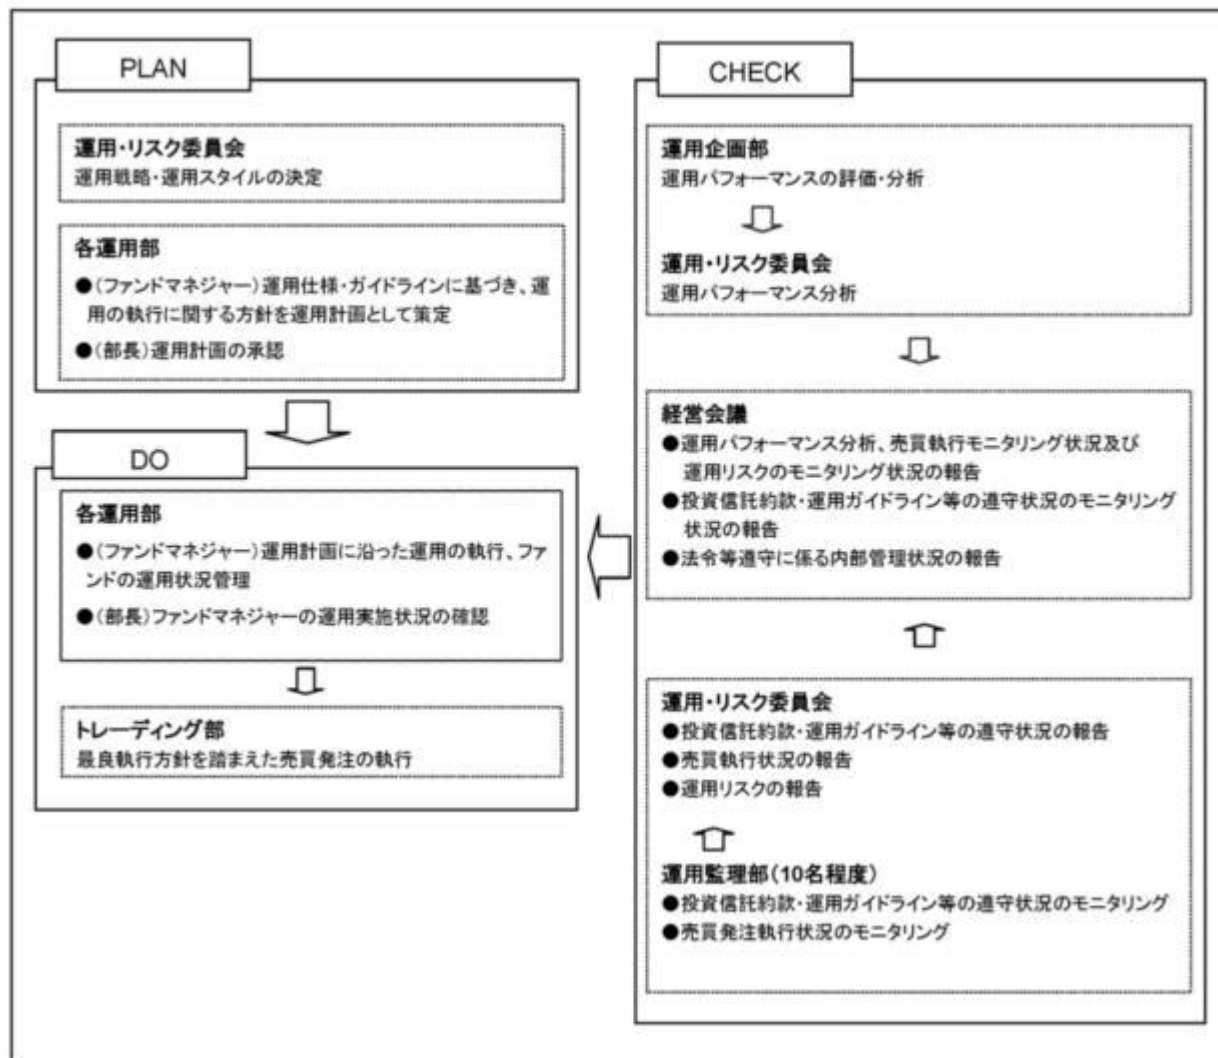 PLAN
運用・リスク委員会
運用戦略・運用スタイルの決定
各運用部
●(ファンドマネジャー)運用仕様・ガイドラインに基づき、運
用の執行に関する方針を運用計画として策定
●(部長)運用計画の承認
DO
各運用部
●(ファンドマネジャー)運用計画に沿った運用の執行、ファ
ンドの運用状況管理
●(部長)ファンドマネジャーの運用実施状況の確認
トレーディング部
最良執行方針を踏まえた売買発注の執行
CHECK
運用企画部
運用パフォーマンスの評価・分析
運用・リスク委員会
運用パフォーマンス分析
経営会議
●運用パフォーマンス分析、売買執行モニタリング状況及び
運用リスクのモニタリング状況の報告
●投資信託約款・運用ガイドライン等の遵守状況のモニタリング
状況の報告
●法令等遵守に係る内部管理状況の報告
運用・リスク委員会
●投資信託約款・運用ガイドライン等の遵守状況の報告
●売買執行状況の報告
●運用リスクの報告
運用監理部(10名程度)
●投資信託約款・運用ガイドライン等の遵守状況のモニタリング
●売買発注執行状況のモニタリング